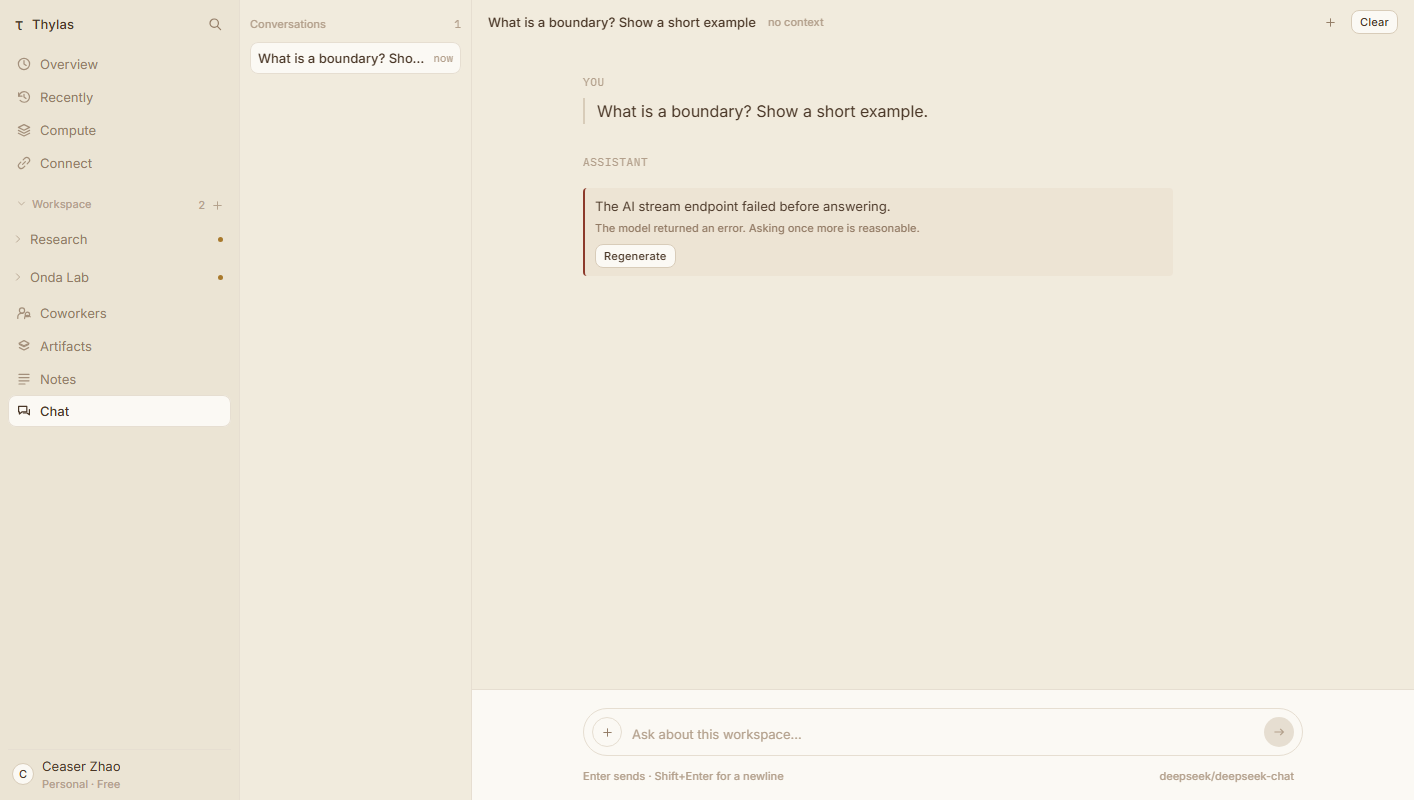 τ Thylas
Overview
Recently
Compute
Connect
Workspace 2
Research
Onda Lab
Coworkers
Artifacts
Notes
Chat
C
Ceaser Zhao
Personal · Free
Conversations 1
What is a boundary? Sho... now
What is a boundary? Show a short example no context
Clear
YOU
What is a boundary? Show a short example.
ASSISTANT
The AI stream endpoint failed before answering.
The model returned an error. Asking once more is reasonable.
Regenerate
Ask about this workspace...
Enter sends · Shift+Enter for a newline
deepseek/deepseek-chat